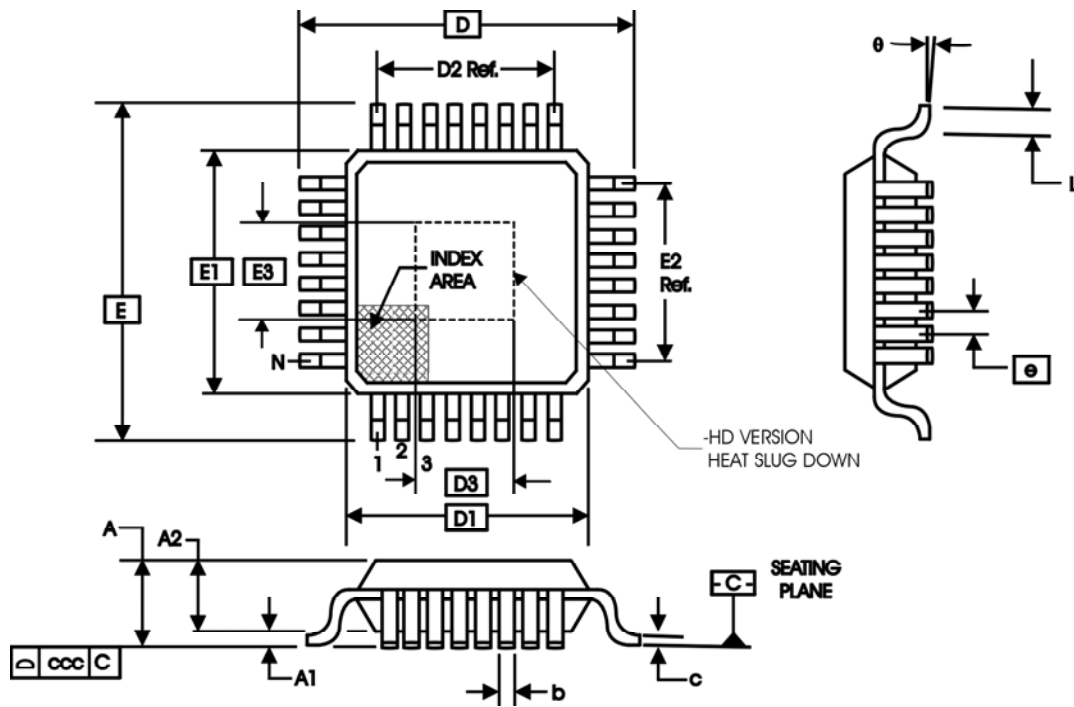 D
D2 Ref.
θ
L
INDEX
AREA
E2
Ref.
E1
E3
E
N
e
-HD VERSION
HEAT SLUG DOWN
1
2
3
D3
D1
A
A2
SEATING
PLANE
-C-
⌓ ccc C
A1
b
c